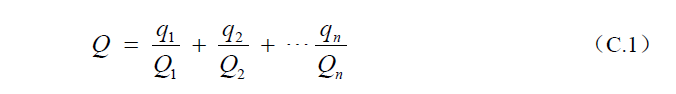 Q = q₁/Q₁ + q₂/Q₂ + ··· qₙ/Qₙ （C.1）